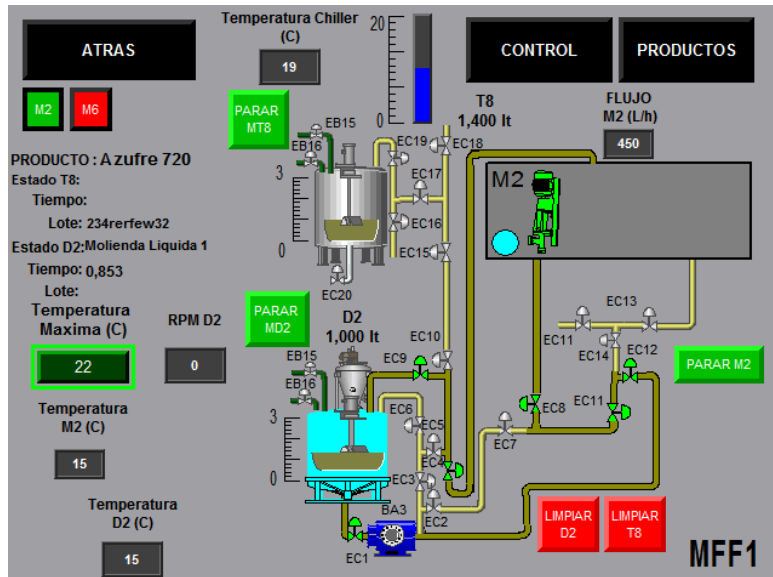 ATRAS
Temperatura Chiller
(C)
19
20
0
CONTROL
PRODUCTOS
M2
M6
PARAR
MT8
EB15
EB16
EC19
EC18
T8
1,400 lt
FLUJO
M2 (L/h)
450
PRODUCTO : Azufre 720
Estado T8:
Tiempo:
Lote: 234rerfew32
Estado D2:Molienda Liquida 1
Tiempo: 0,853
Lote:
3
0
EC17
EC16
EC15
EC20
M2
Temperatura
Maxima (C)
22
RPM D2
0
PARAR
MD2
D2
1,000 lt
EC10
EC9
EB15
EB16
EC13
EC11
EC14
EC12
PARAR M2
Temperatura
M2 (C)
15
3
0
EC6
EC5
EC4
EC3
EC2
EC7
EC8
EC11
Temperatura
D2 (C)
15
EC1
BA3
LIMPIAR
D2
LIMPIAR
T8
MFF1